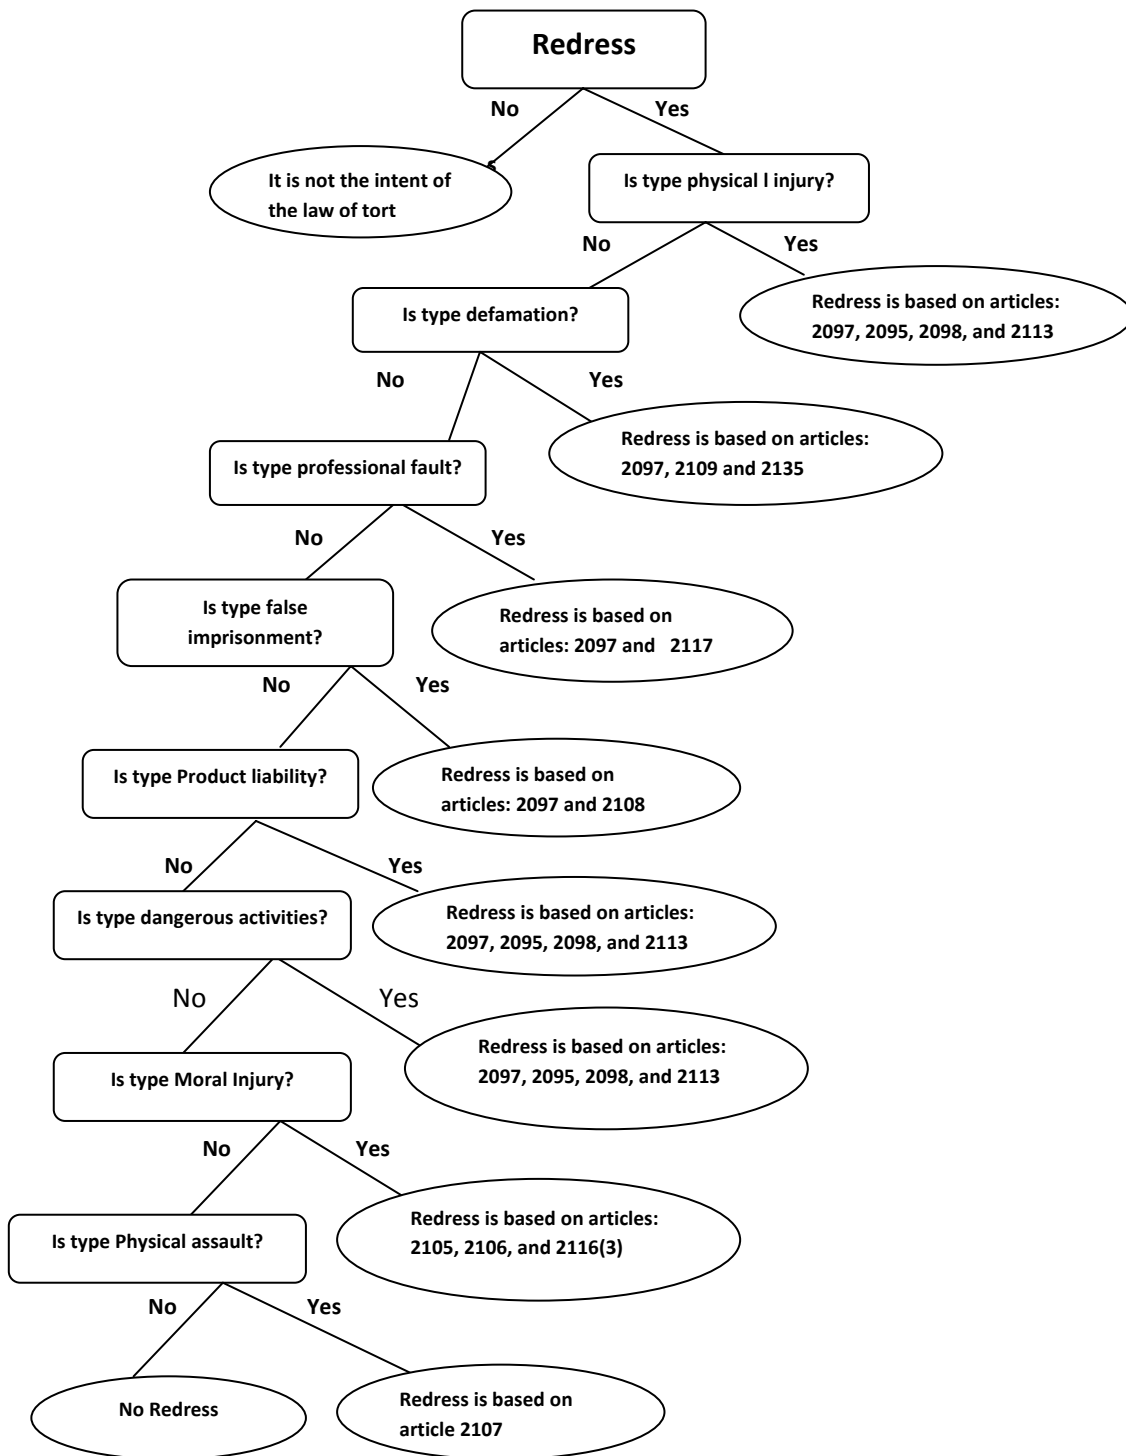 Redress
No
Yes
It is not the intent of
the law of tort
Is type physical l injury?
No
Yes
Is type defamation?
Redress is based on articles:
2097, 2095, 2098, and 2113
No
Yes
Is type professional fault?
Redress is based on articles:
2097, 2109 and 2135
No
Yes
Is type false
imprisonment?
Redress is based on
articles: 2097 and 2117
No
Yes
Is type Product liability?
Redress is based on
articles: 2097 and 2108
No
Yes
Is type dangerous activities?
Redress is based on articles:
2097, 2095, 2098, and 2113
No
Yes
Is type Moral Injury?
Redress is based on articles:
2097, 2095, 2098, and 2113
No
Yes
Is type Physical assault?
Redress is based on articles:
2105, 2106, and 2116(3)
No
Yes
No Redress
Redress is based on
article 2107